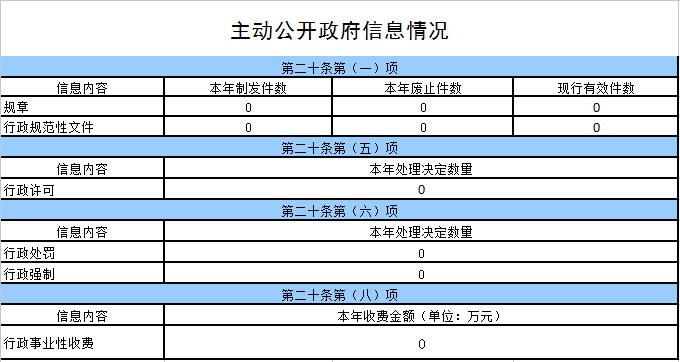 主动公开政府信息情况
第二十条第（一）项
信息内容 本年制发件数 本年废止件数 现行有效件数
规章 0 0 0
行政规范性文件 0 0 0
第二十条第（五）项
信息内容 本年处理决定数量
行政许可 0
第二十条第（六）项
信息内容 本年处理决定数量
行政处罚 0
行政强制 0
第二十条第（八）项
信息内容 本年收费金额（单位：万元）
行政事业性收费 0